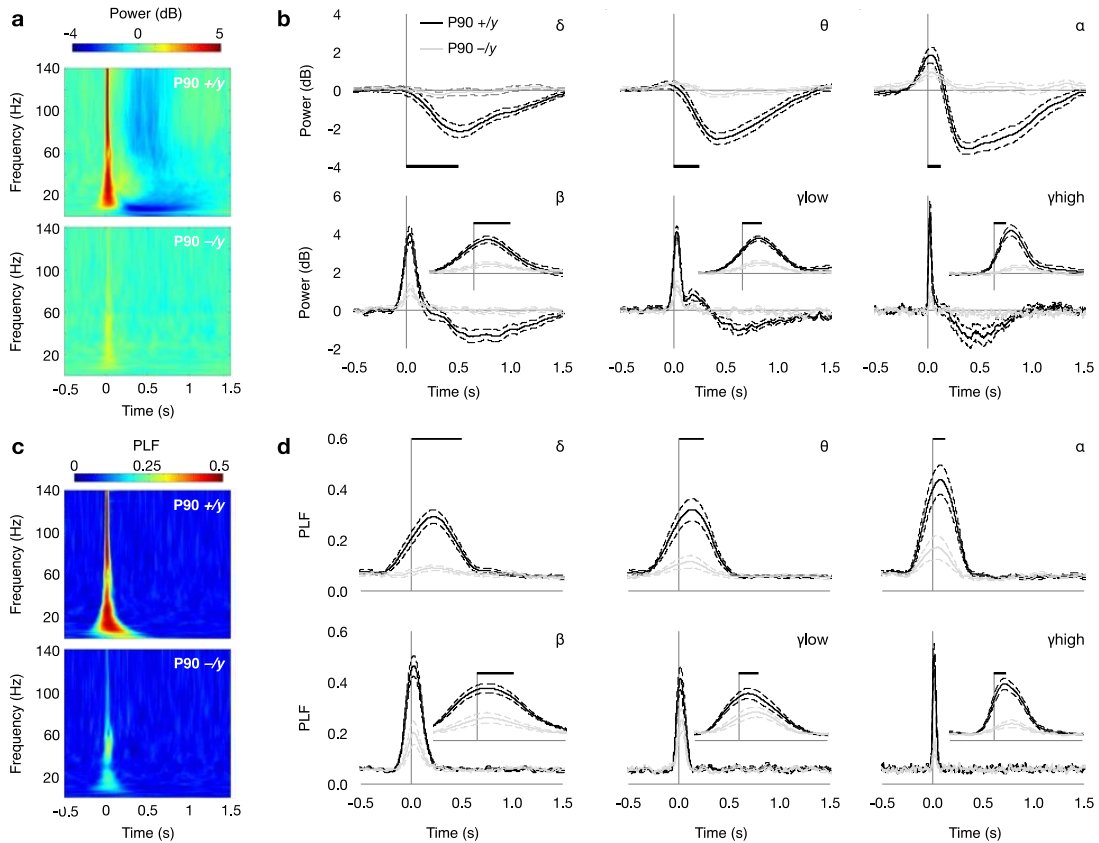 a
Power (dB)
−4 0 5
140
100
60
20
Frequency (Hz)
P90 +/y
140
100
60
20
Frequency (Hz)
P90 −/y
-0.5 0 0.5 1 1.5
Time (s)
b
P90 +/y
P90 −/y
δ
θ
α
4
2
0
-2
-4
Power (dB)
β
γlow
γhigh
6
4
2
0
-2
Power (dB)
-0.5 0.0 0.5 1.0 1.5
-0.5 0.0 0.5 1.0 1.5
-0.5 0.0 0.5 1.0 1.5
Time (s)
Time (s)
Time (s)
c
PLF
0 0.25 0.5
140
100
60
20
Frequency (Hz)
P90 +/y
140
100
60
20
Frequency (Hz)
P90 −/y
-0.5 0 0.5 1 1.5
Time (s)
d
δ
θ
α
0.6
0.4
0.2
0.0
PLF
β
γlow
γhigh
0.6
0.4
0.2
0.0
PLF
-0.5 0.0 0.5 1.0 1.5
-0.5 0.0 0.5 1.0 1.5
-0.5 0.0 0.5 1.0 1.5
Time (s)
Time (s)
Time (s)